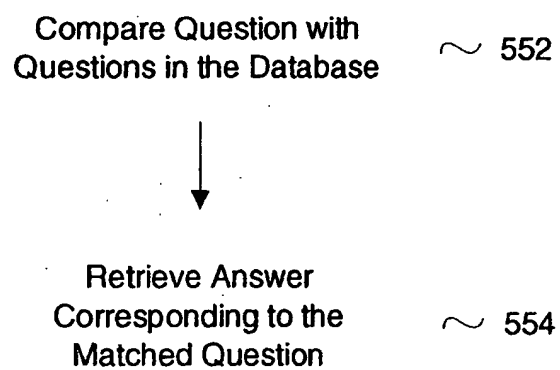 Compare Question with
Questions in the Database
552
Retrieve Answer
Corresponding to the
Matched Question
554